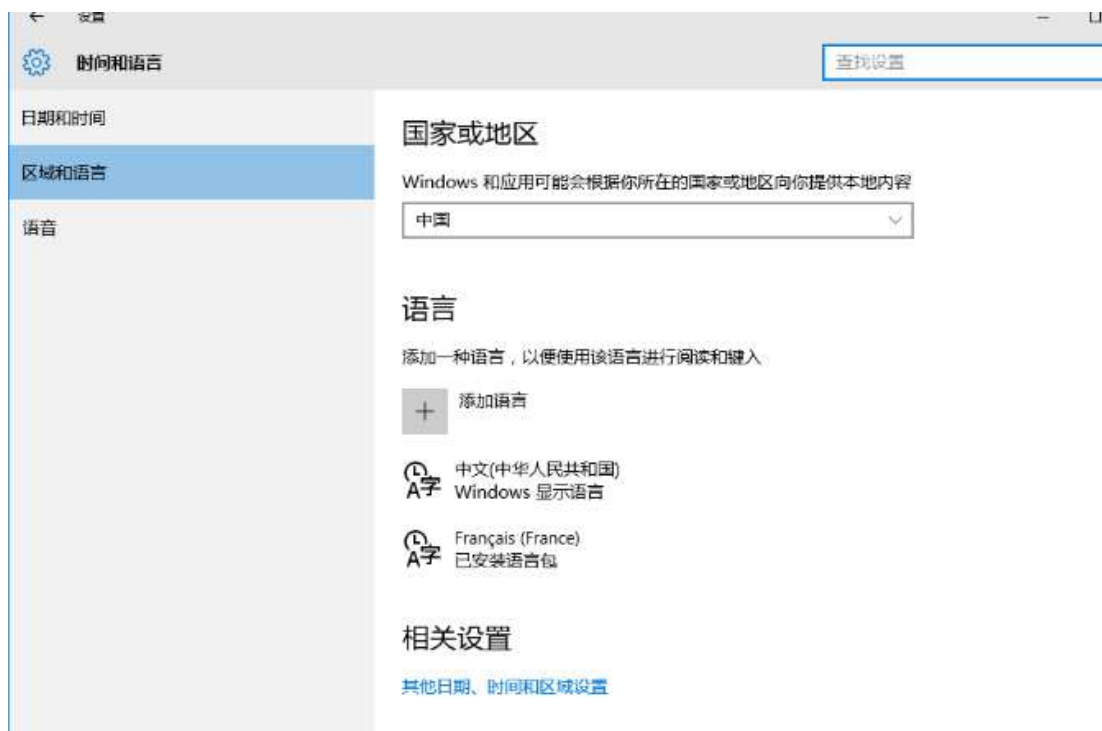 设置
时间和语言
查找设置
日期和时间
区域和语言
语音
国家或地区
Windows 和应用可能会根据你所在的国家或地区向你提供本地内容
中国
语言
添加一种语言，以便使用该语言进行阅读和键入
添加语言
中文(中华人民共和国)
Windows 显示语言
Français (France)
已安装语言包
相关设置
其他日期、时间和区域设置